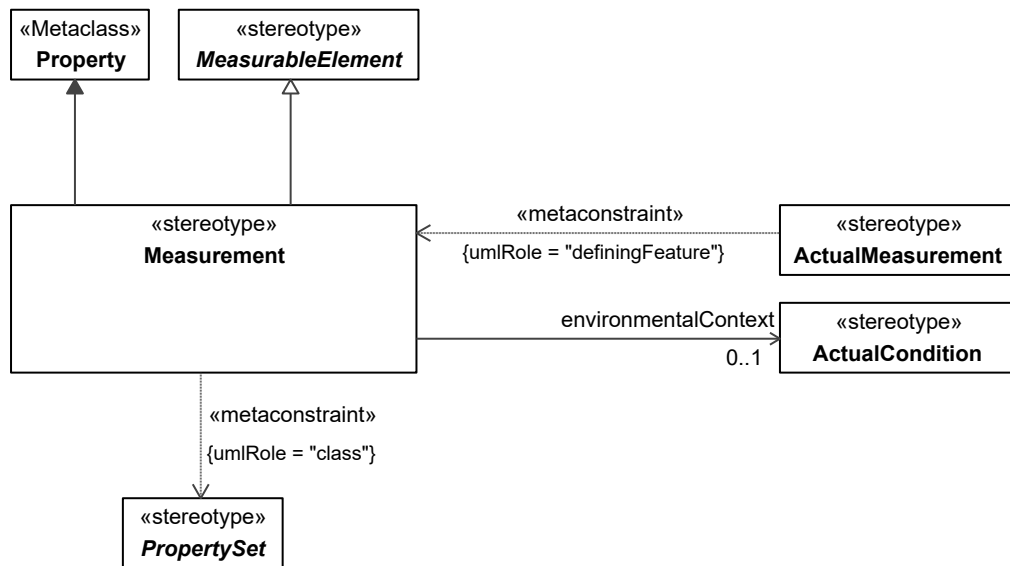 «Metaclass»
Property
«stereotype»
MeasurableElement
«stereotype»
Measurement
«metaconstraint»
{umlRole = "definingFeature"}
«stereotype»
ActualMeasurement
environmentalContext
0..1
«stereotype»
ActualCondition
«metaconstraint»
{umlRole = "class"}
«stereotype»
PropertySet